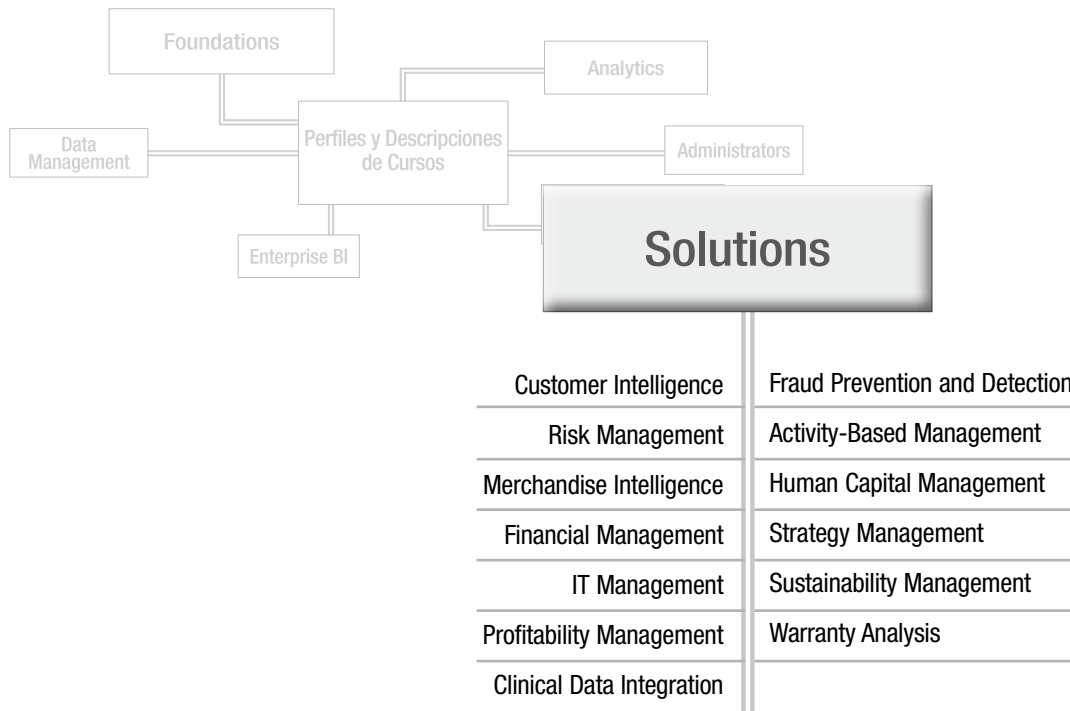 Foundations
Analytics
Perfiles y Descripciones
de Cursos
Data
Management
Administrators
Enterprise BI
Solutions
Customer Intelligence
Fraud Prevention and Detection
Risk Management
Activity-Based Management
Merchandise Intelligence
Human Capital Management
Financial Management
Strategy Management
IT Management
Sustainability Management
Profitability Management
Warranty Analysis
Clinical Data Integration